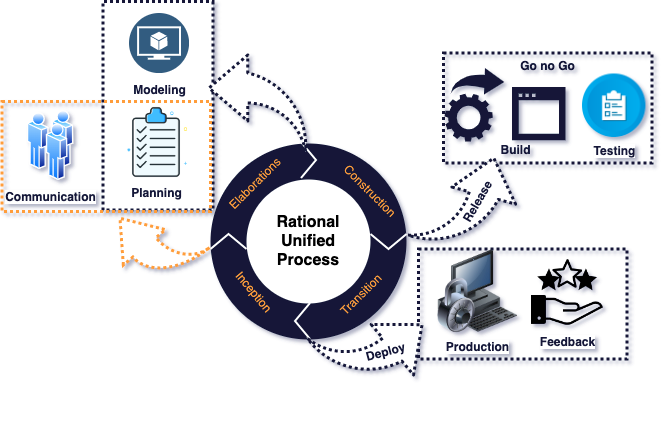 Modeling
Communication
Planning
Go no Go
Build
Testing
Elaborations
Construction
Rational
Unified
Process
Inception
Transition
Release
Deploy
Production
Feedback